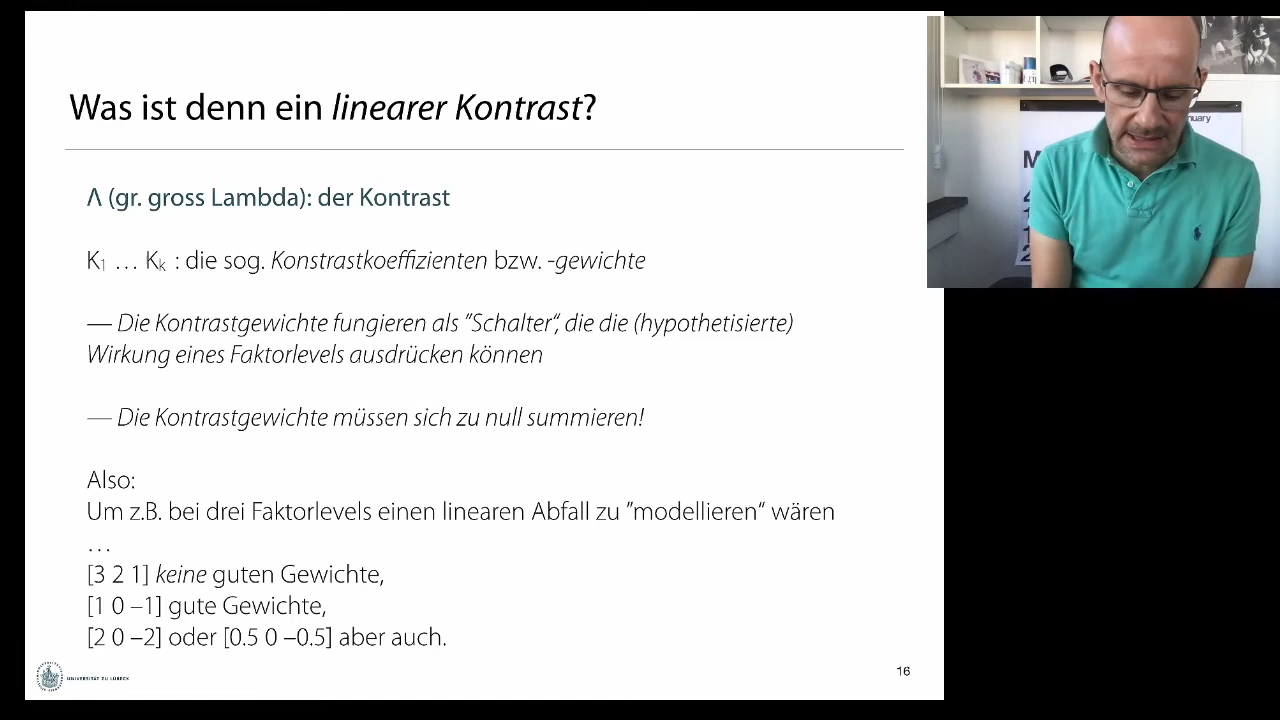 Was ist denn ein linearer Kontrast?
Λ (gr. gross Lambda): der Kontrast
K1 … Kk : die sog. Konstrastkoeffizienten bzw. -gewichte
— Die Kontrastgewichte fungieren als ”Schalter“, die die (hypothetisierte)
Wirkung eines Faktorlevels ausdrücken können
— Die Kontrastgewichte müssen sich zu null summieren!
Also:
Um z.B. bei drei Faktorlevels einen linearen Abfall zu ”modellieren“ wären
…
[3 2 1] keine guten Gewichte,
[1 0 –1] gute Gewichte,
[2 0 –2] oder [0.5 0 –0.5] aber auch.
UNIVERSITÄT ZU LÜBECK
16